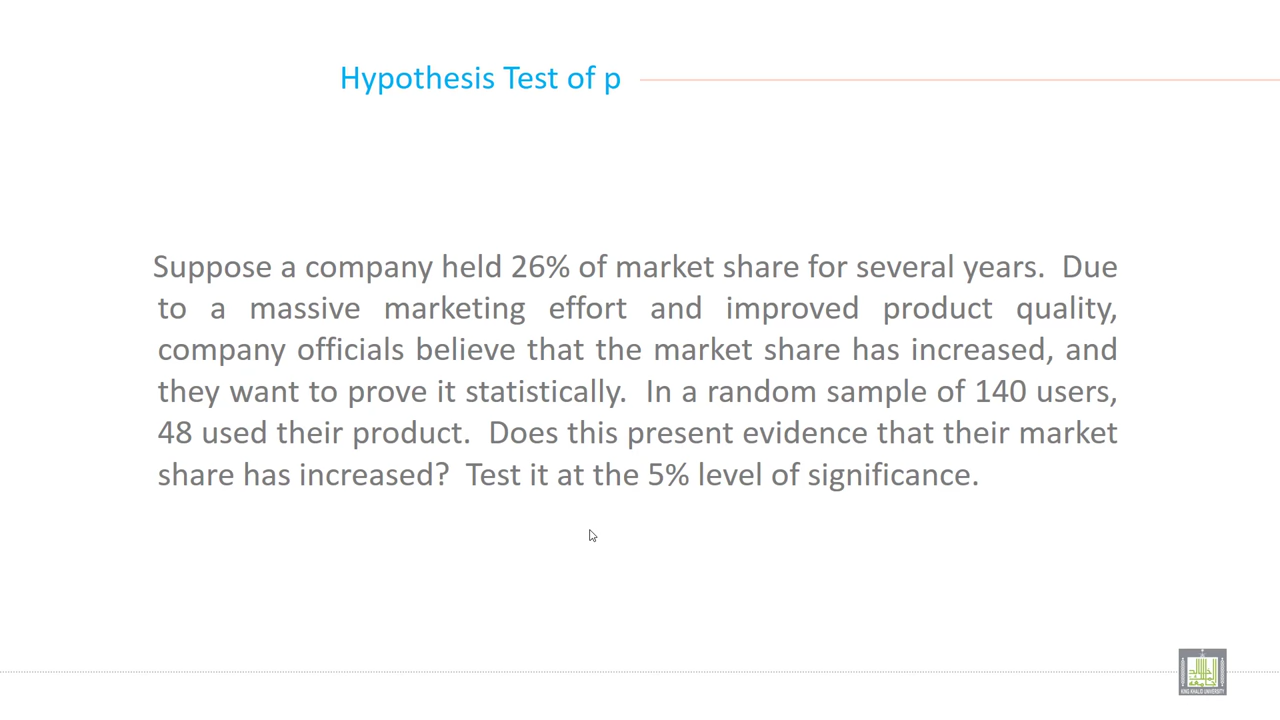 Hypothesis Test of p
Suppose a company held 26% of market share for several years.  Due
to a massive marketing effort and improved product quality,
company officials believe that the market share has increased, and
they want to prove it statistically.  In a random sample of 140 users,
48 used their product.  Does this present evidence that their market
share has increased?  Test it at the 5% level of significance.
KING KHALID UNIVERSITY